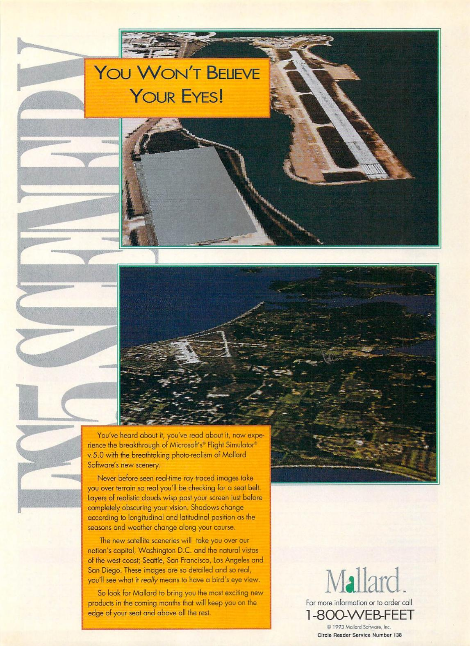 FS5 SCENERY
YOU WON'T BELIEVE
YOUR EYES!
You've heard about it, you've read about it, now expe-
rience the breakthrough of Microsoft's® Flight Simulator®
v.5.0 with the breathtaking photo-realism of Mallard
Software's new scenery.
Never before seen real-time ray traced images take
you over terrain so real you'll be checking for a seat belt.
Layers of realistic clouds wisp past your screen just before
completely obscuring your vision. Shadows change
according to longitudinal and latitudinal position as the
seasons and weather change along your course.
The new satellite sceneries will take you over our
nation's capital, Washington D.C. and the natural vistas
of the west coast; Seattle, San Francisco, Los Angeles and
San Diego. These images are so detailed and so real,
you'll see what it really means to have a bird's eye view.
So look for Mallard to bring you the most exciting new
products in the coming months that will keep you on the
edge of your seat and above all the rest.
Mallard.
For more information or to order call
1-800-WEB-FEET
© 1993 Mallard Software, Inc.
Circle Reader Service Number 138